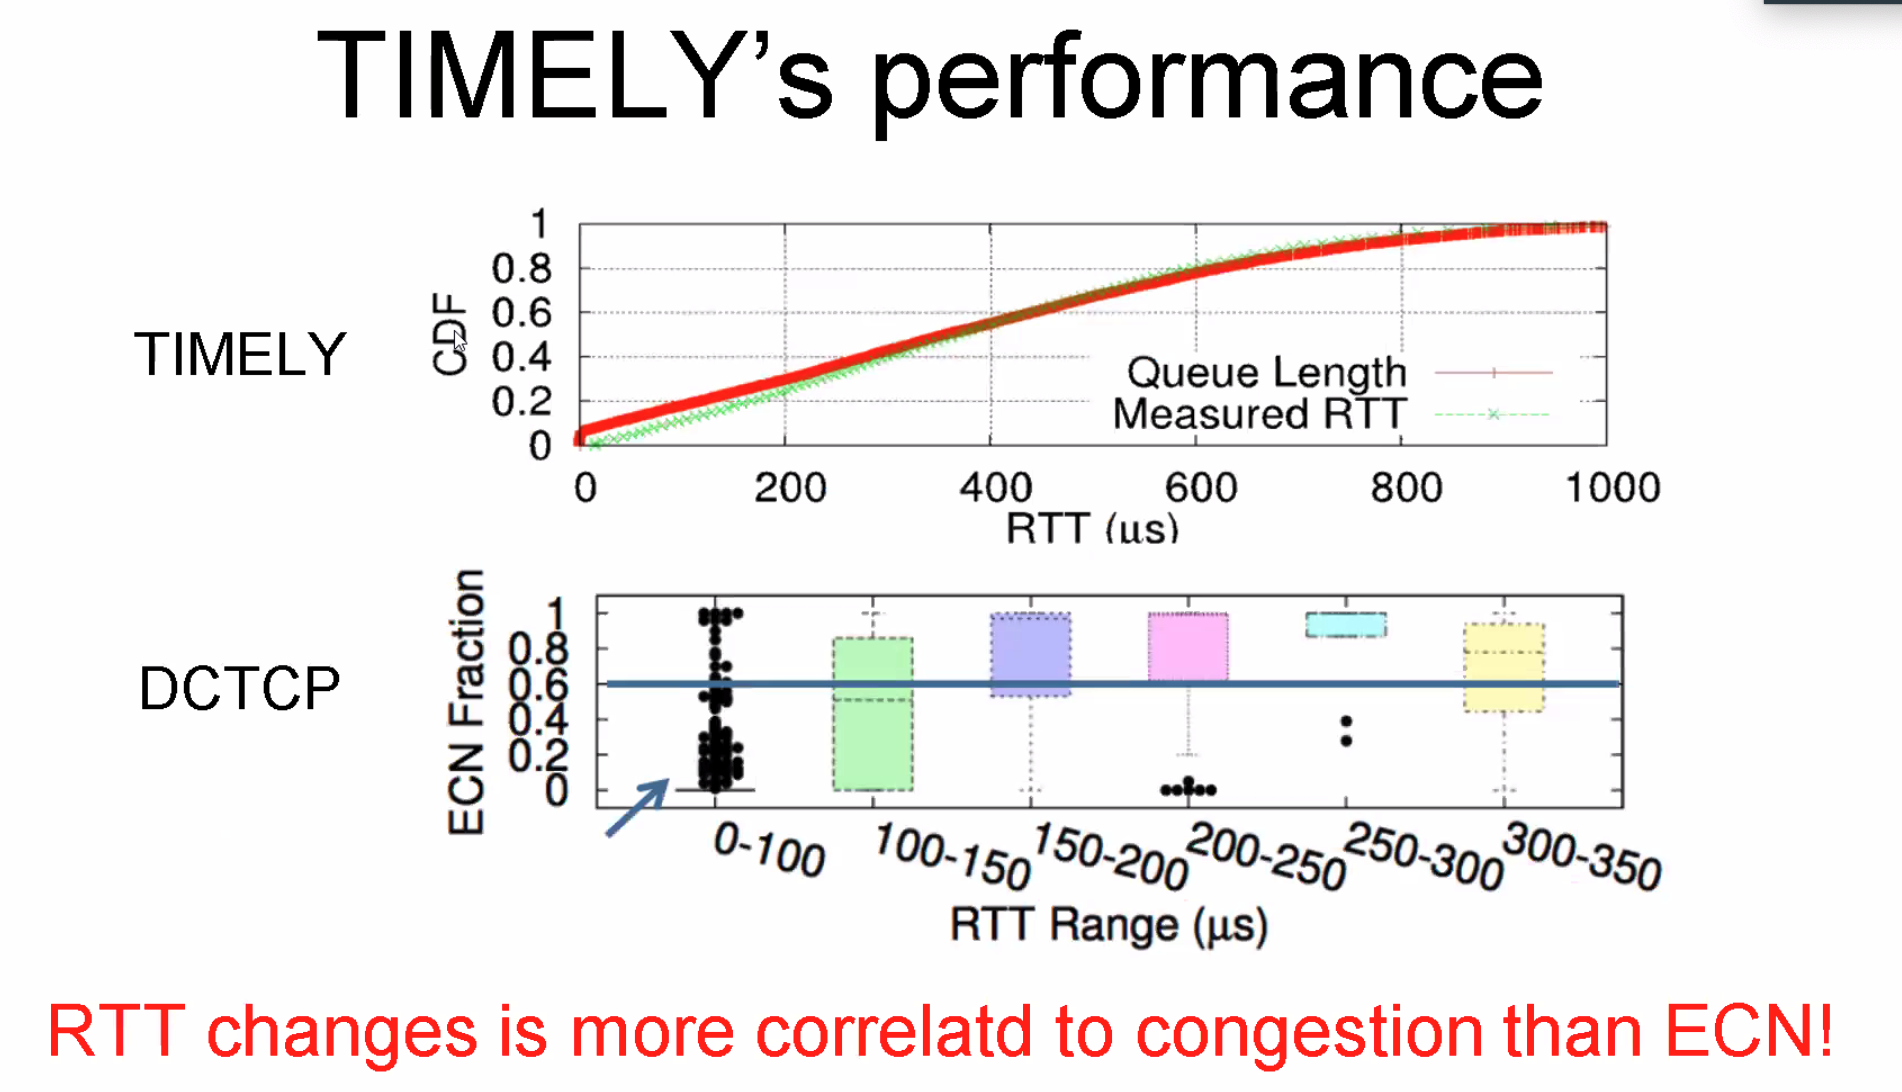 TIMELY's performance
TIMELY
CDF
1
0.8
0.6
0.4
0.2
0
Queue Length
Measured RTT
0 200 400 600 800 1000
RTT (μs)
DCTCP
ECN Fraction
1
0.8
0.6
0.4
0.2
0
0-100 100-150 150-200 200-250 250-300 300-350
RTT Range (μs)
RTT changes is more correlatd to congestion than ECN!